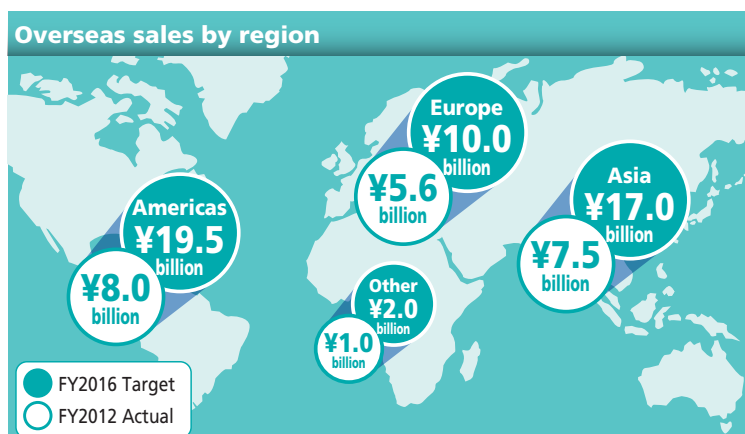 Overseas sales by region
Europe
¥10.0
billion
¥5.6
billion
Asia
¥17.0
billion
¥7.5
billion
Americas
¥19.5
billion
¥8.0
billion
Other
¥2.0
billion
¥1.0
billion
FY2016 Target
FY2012 Actual